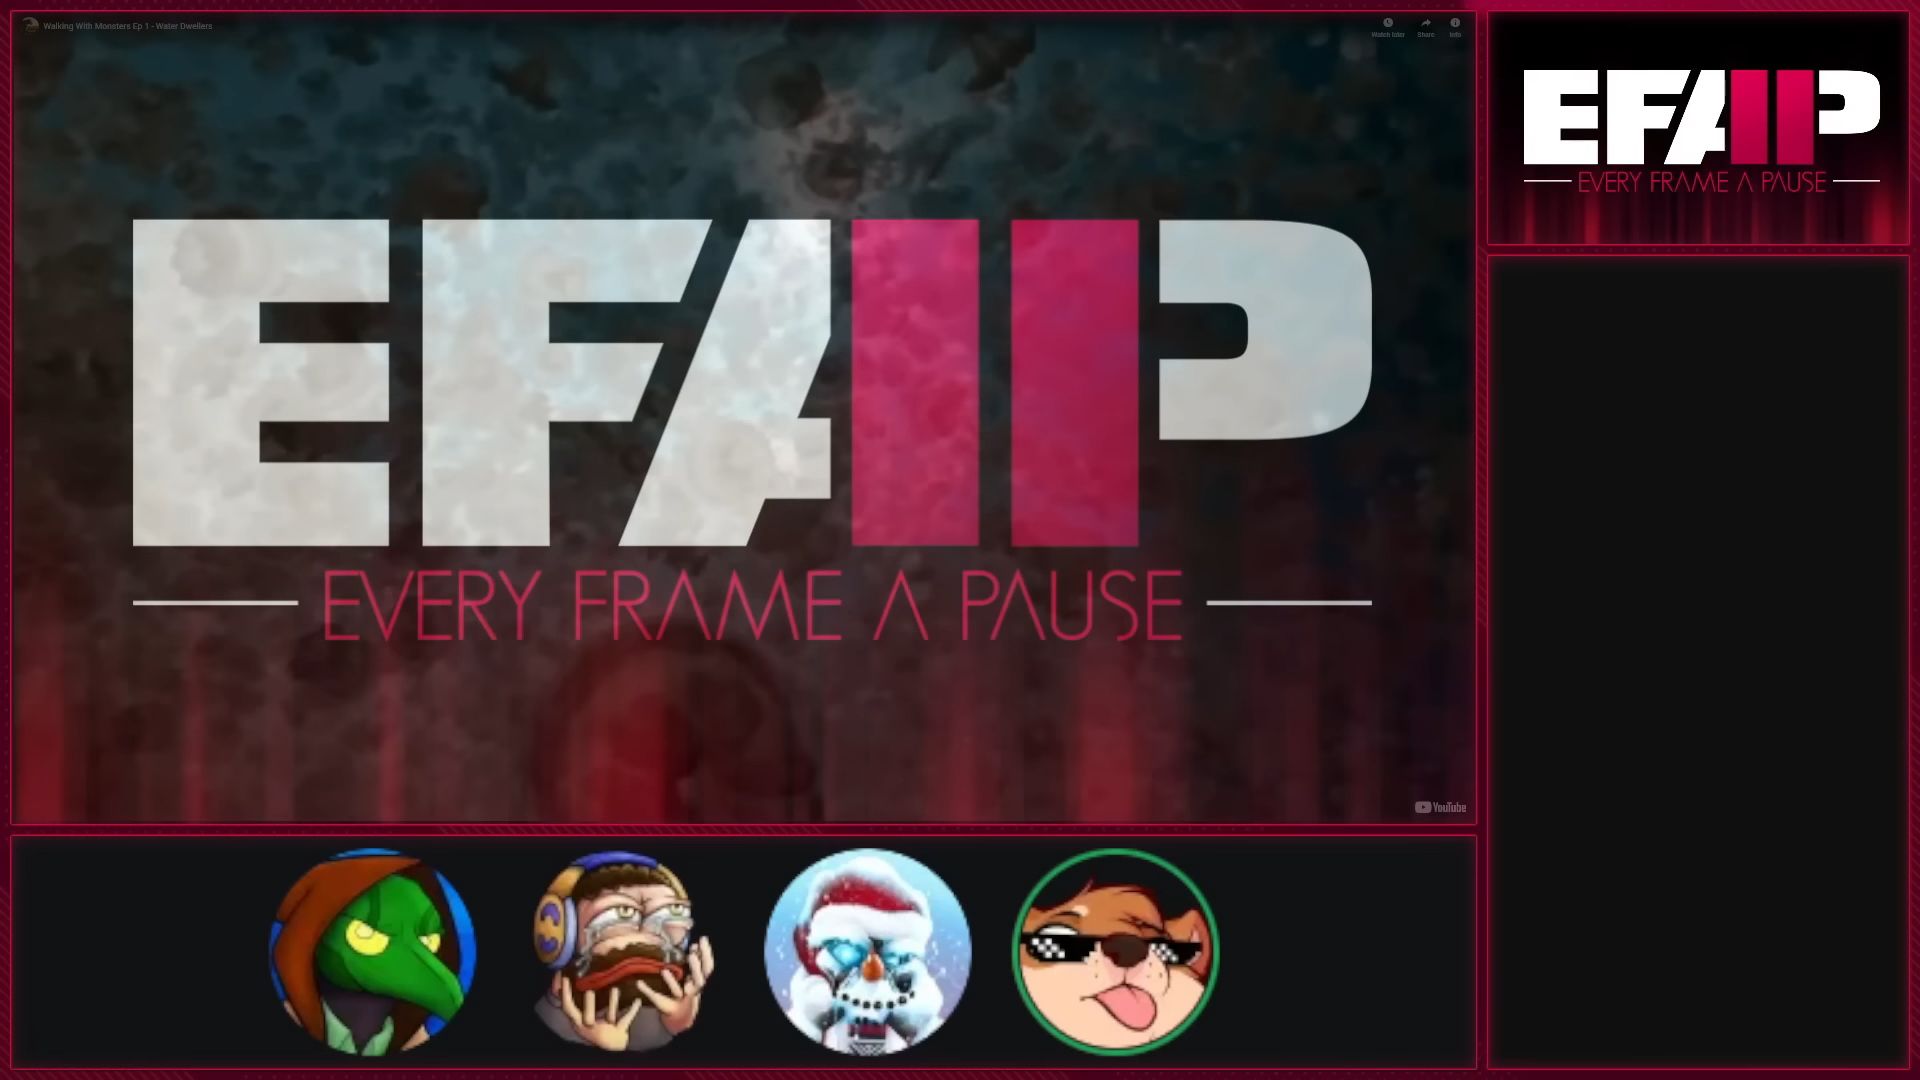 Walking With Monsters Ep 1 - Water Dwellers
Watch later
Share
Info
EFAP
EVERY FRAME A PAUSE
YouTube
EFAP
EVERY FRAME A PAUSE